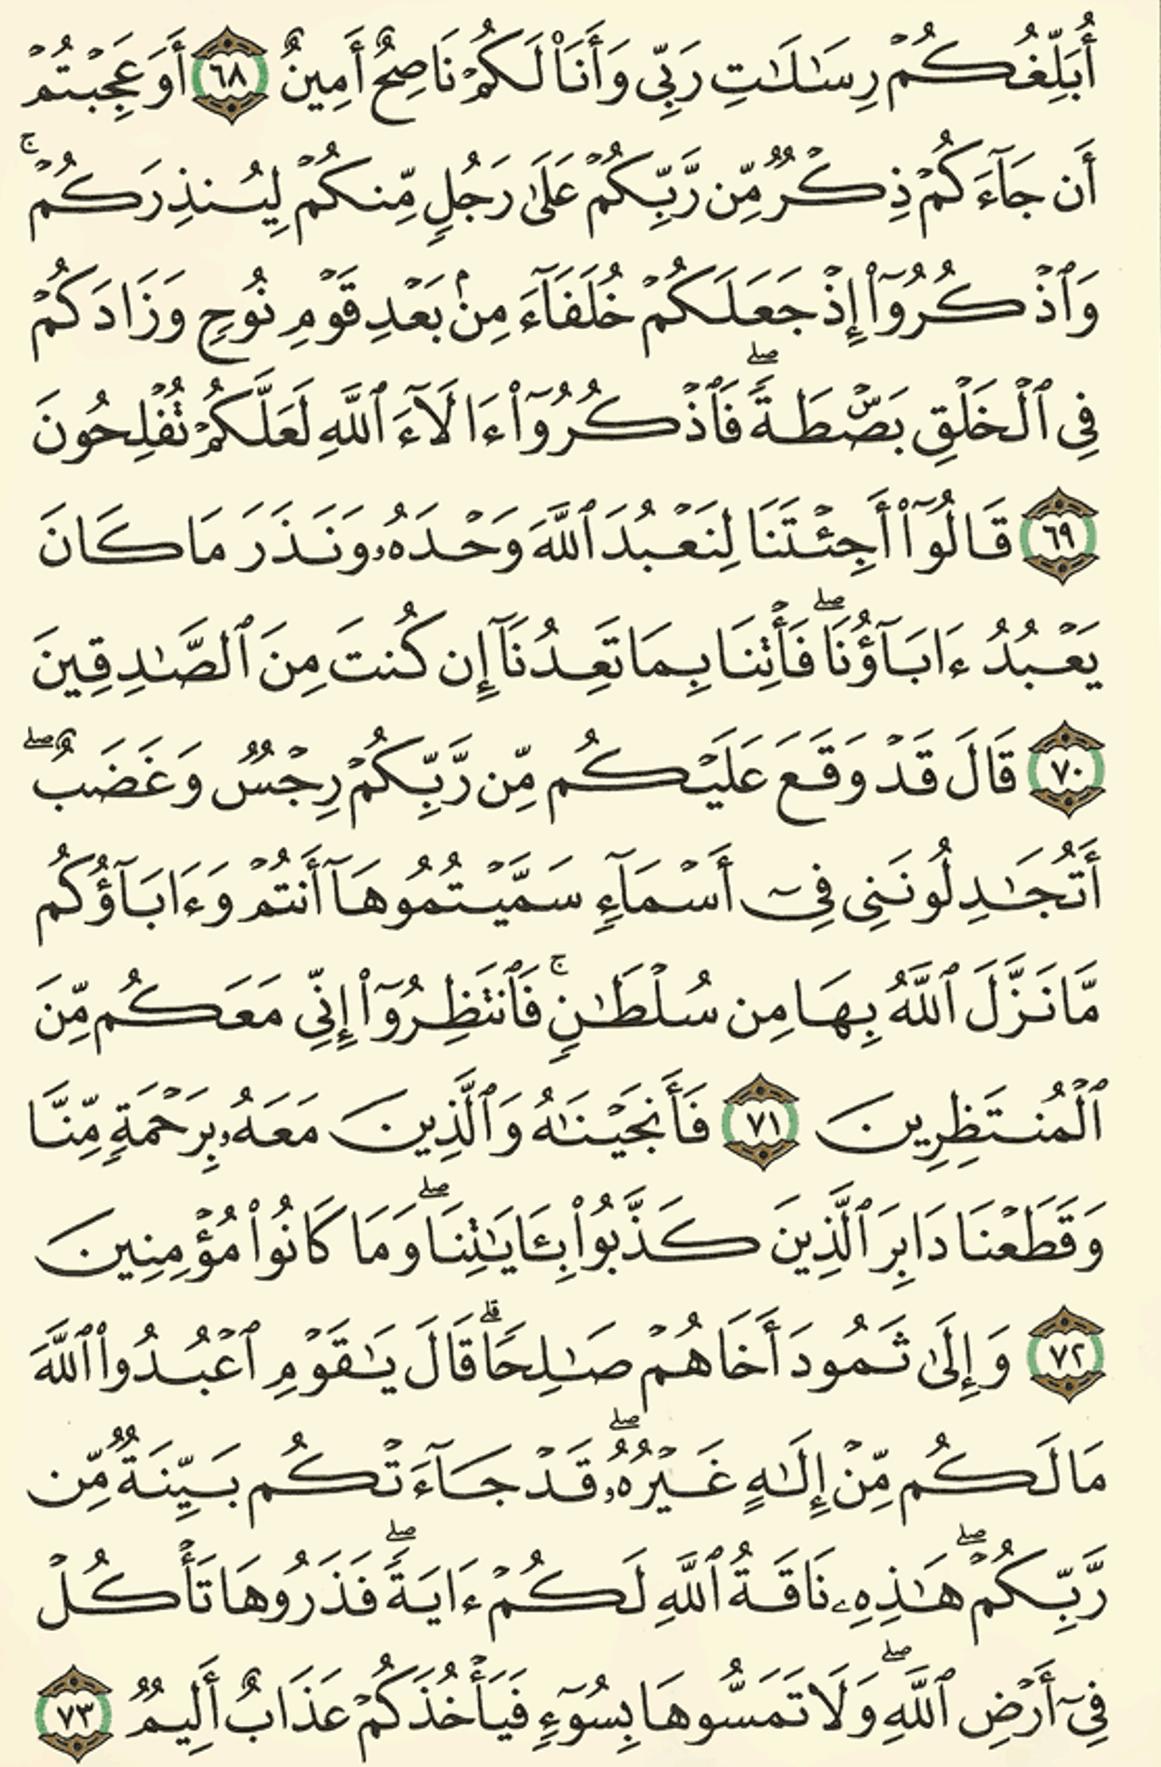 أُبَلِّغُكُمْ رِسَٰلَٰتِ رَبِّى وَأَنَا۠ لَكُمْ نَاصِحٌ أَمِينٌ ٦٨ أَوَعَجِبْتُمْ
أَن جَآءَكُمْ ذِكْرٌ مِّن رَّبِّكُمْ عَلَىٰ رَجُلٍ مِّنكُمْ لِيُنذِرَكُمْ ۚ
وَٱذْكُرُوٓا۟ إِذْ جَعَلَكُمْ خُلَفَآءَ مِنۢ بَعْدِ قَوْمِ نُوحٍ وَزَادَكُمْ
فِى ٱلْخَلْقِ بَصْۜطَةً ۖ فَٱذْكُرُوٓا۟ ءَالَآءَ ٱللَّهِ لَعَلَّكُمْ تُفْلِحُونَ
٦٩ قَالُوٓا۟ أَجِئْتَنَا لِنَعْبُدَ ٱللَّهَ وَحْدَهُۥ وَنَذَرَ مَا كَانَ
يَعْبُدُ ءَابَآؤُنَا ۖ فَأْتِنَا بِمَا تَعِدُنَآ إِن كُنتَ مِنَ ٱلصَّٰدِقِينَ
٧٠ قَالَ قَدْ وَقَعَ عَلَيْكُم مِّن رَّبِّكُمْ رِجْسٌ وَغَضَبٌ ۖ
أَتُجَٰدِلُونَنِى فِىٓ أَسْمَآءٍ سَمَّيْتُمُوهَآ أَنتُمْ وَءَابَآؤُكُم
مَّا نَزَّلَ ٱللَّهُ بِهَا مِن سُلْطَٰنٍ ۚ فَٱنتَظِرُوٓا۟ إِنِّى مَعَكُم مِّنَ
ٱلْمُنتَظِرِينَ ٧١ فَأَنجَيْنَٰهُ وَٱلَّذِينَ مَعَهُۥ بِرَحْمَةٍ مِّنَّا
وَقَطَعْنَا دَابِرَ ٱلَّذِينَ كَذَّبُوا۟ بِـَٔايَٰتِنَا ۖ وَمَا كَانُوا۟ مُؤْمِنِينَ
٧٢ وَإِلَىٰ ثَمُودَ أَخَاهُمْ صَٰلِحًا ۗ قَالَ يَٰقَوْمِ ٱعْبُدُوا۟ ٱللَّهَ
مَا لَكُم مِّنْ إِلَٰهٍ غَيْرُهُۥ ۖ قَدْ جَآءَتْكُم بَيِّنَةٌ مِّن
رَّبِّكُمْ ۖ هَٰذِهِۦ نَاقَةُ ٱللَّهِ لَكُمْ ءَايَةً ۖ فَذَرُوهَا تَأْكُلْ
فِىٓ أَرْضِ ٱللَّهِ ۖ وَلَا تَمَسُّوهَا بِسُوٓءٍ فَيَأْخُذَكُمْ عَذَابٌ أَلِيمٌ ٧٣